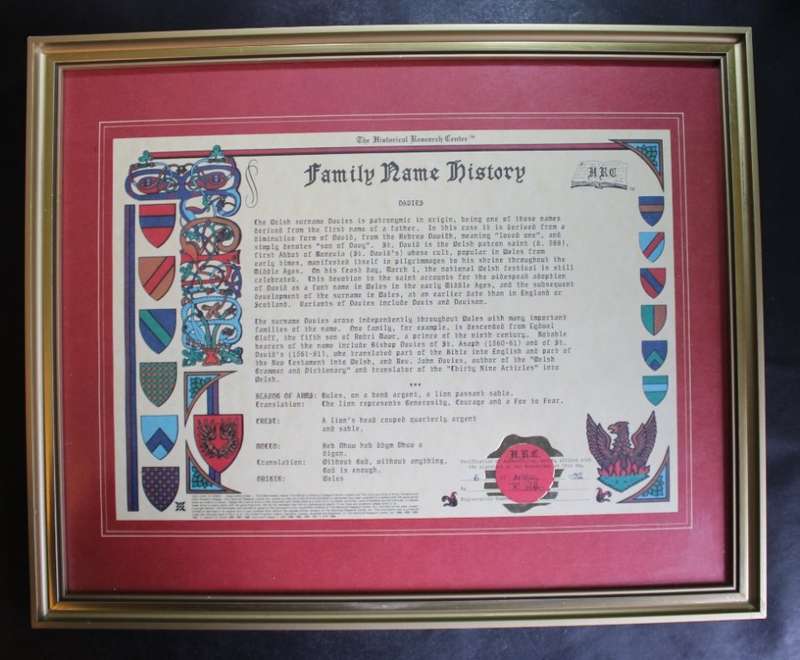 The Historical Research Center™
Family Name History
H.R.C.
DAVIES
The Welsh surname Davies is patronymic in origin, being one of those names
derived from the first name of a father. In this case it is derived from a
diminutive form of David, from the Hebrew Dawidh, meaning "loved one", and
simply denotes "son of Davy". St. David is the Welsh patron saint (d. 588),
first Abbot of Menevia (St. David's) whose cult, popular in Wales from
early times, manifested itself in pilgrimages to his shrine throughout the
Middle Ages. On his feast day, March 1, the national Welsh festival is still
celebrated. This devotion to the saint accounts for the widespread adoption
of David as a font name in Wales in the early Middle Ages, and the subsequent
development of the surname in Wales, at an earlier date than in England or
Scotland. Variants of Davies include Davis and Davison.
The surname Davies arose independently throughout Wales with many important
families of the name. One family, for example, is descended from
Gloff, the fifth son of Rodri Mawr, a prince of the ninth century. Notable
bearers of the name include Bishop Davies of St. Asaph (1560-61) and of St.
David's (1561-81), who translated part of the Bible into English and part of
the New Testament into Welsh, and Rev. John Davies, author of the "Welsh
Grammar and Dictionary" and translator of the "Thirty Nine Articles" into
Welsh.
***
BLAZON OF ARMS: Gules, on a bend argent, a lion passant sable.
Translation: The lion represents Generosity, Courage and a Foe to Fear.
CREST: A lion's head couped quarterly argent
and sable.
MOTTO: Heb Dhuw heb ddym Dhuw a
digon.
Translation: Without God, without anything,
God is enough.
ORIGIN: Wales
H.R.C.
6